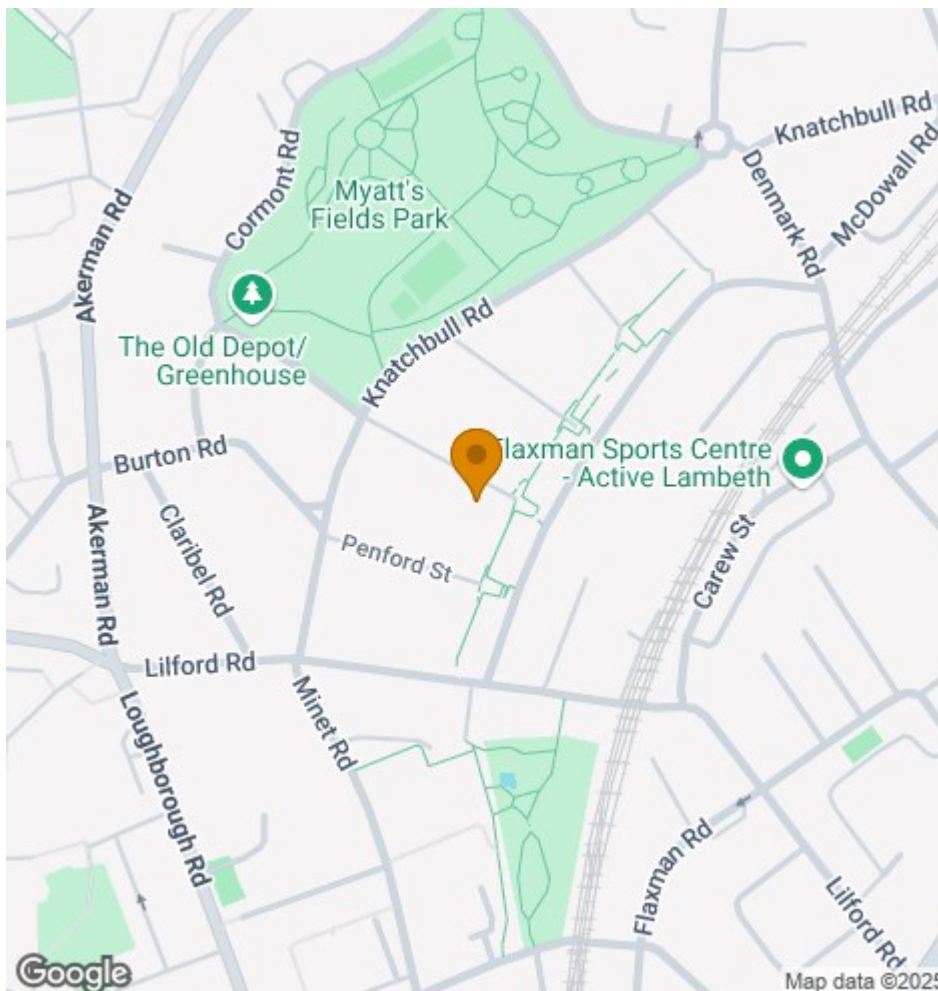 Knatchbull Rd
Denmark Rd
McDowall Rd
Cormont Rd
Myatt's
Fields Park
Akerman Rd
The Old Depot/
Greenhouse
Knatchbull Rd
Burton Rd
laxman Sports Centre
- Active Lambeth
Claribel Rd
Penford St
Carew St
Akerman Rd
Lilford Rd
Minet Rd
Loughborough Rd
Flaxman Rd
Lilford Rd
Google
Map data ©2025